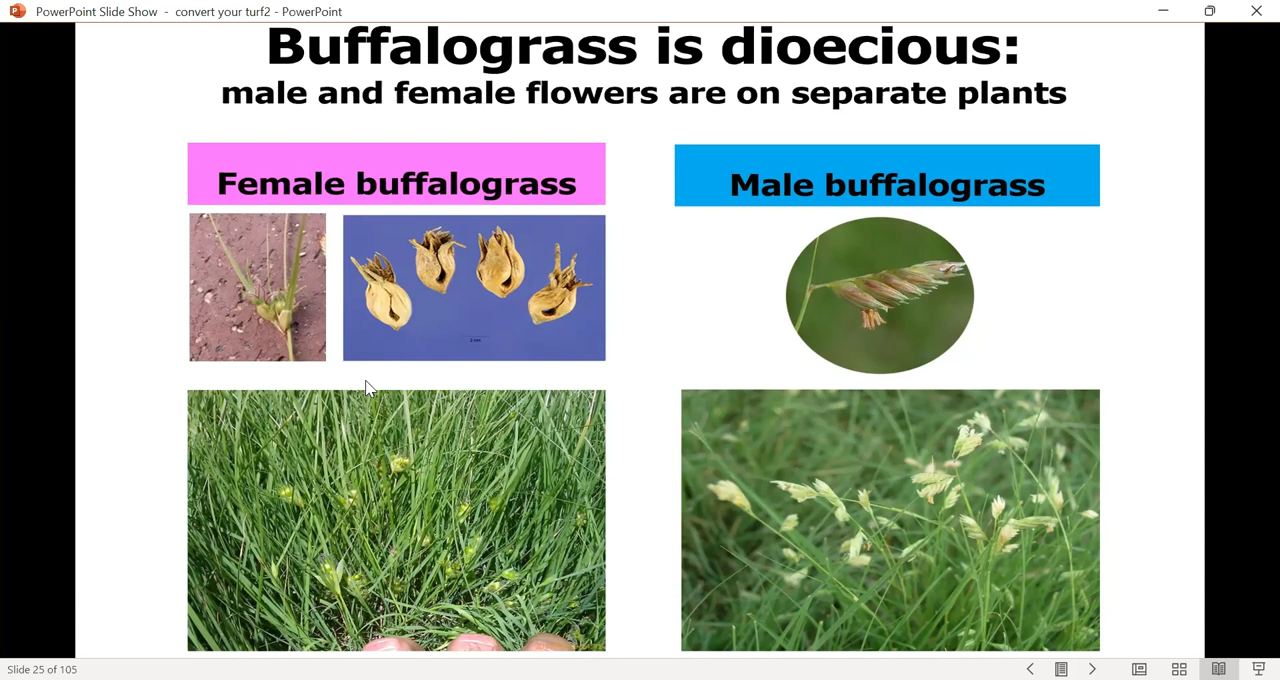 PowerPoint Slide Show - convert your turf2 - PowerPoint
Buffalograss is dioecious:
male and female flowers are on separate plants
Female buffalograss
Male buffalograss
Slide 25 of 105